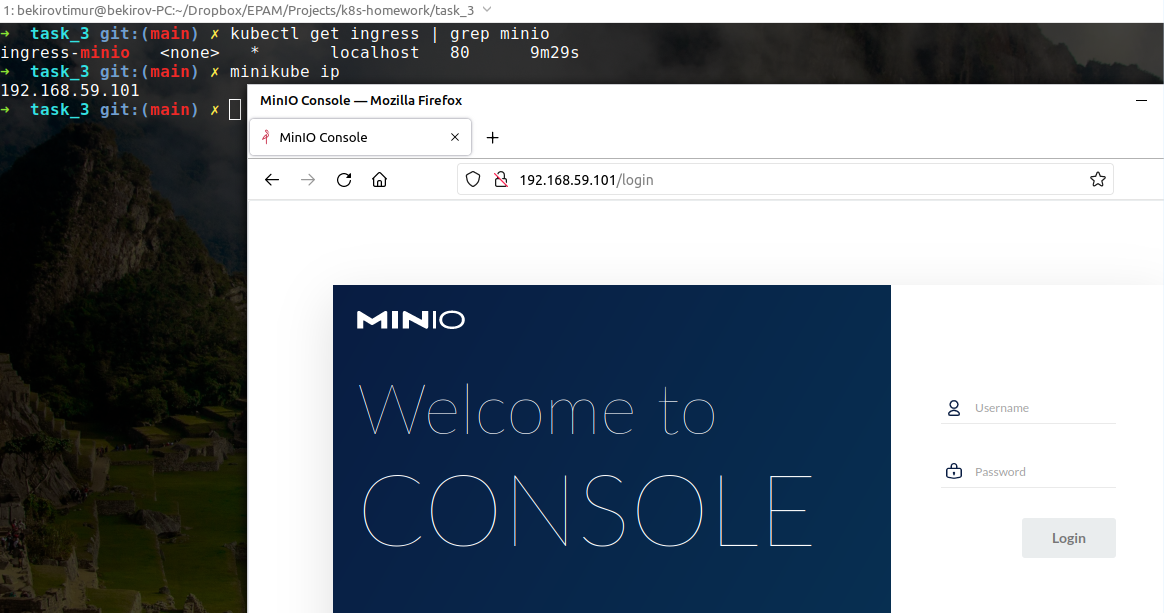 1: bekirovtimur@bekirov-PC:~/Dropbox/EPAM/Projects/k8s-homework/task_3
➜ task_3 git:(main) ✗ kubectl get ingress | grep minio
ingress-minio <none> * localhost 80 9m29s
➜ task_3 git:(main) ✗ minikube ip
192.168.59.101
➜ task_3 git:(main) ✗
MinIO Console — Mozilla Firefox
MinIO Console
192.168.59.101/login
MINIO
Welcome to
CONSOLE
Username
Password
Login